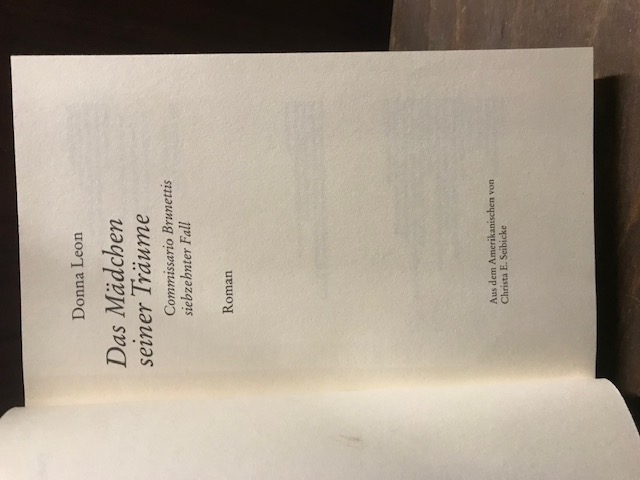 Donna Leon
Das Mädchen
seiner Träume
Commissario Brunettis
siebzehnter Fall
Roman
Aus dem Amerikanischen von
Christa E. Seibicke